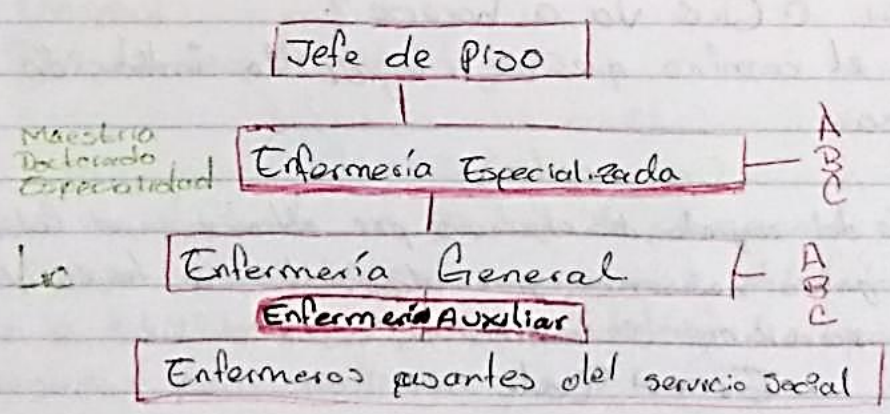 Jefe de Piso
Maestría
Doctorado
Especialidad
Enfermería Especializada
A
B
C
Lic
Enfermería General
A
B
C
Enfermería Auxiliar
Enfermeros pasantes del servicio social